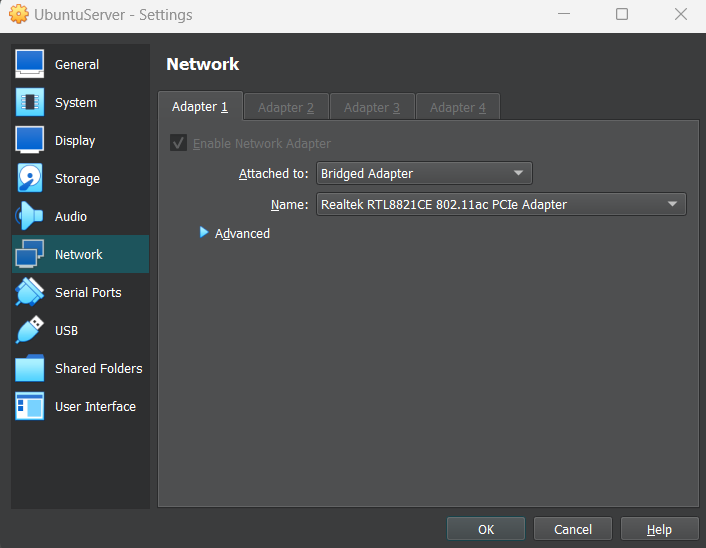 UbuntuServer - Settings
General
System
Display
Storage
Audio
Network
Serial Ports
USB
Shared Folders
User Interface
Network
Adapter 1 Adapter 2 Adapter 3 Adapter 4
Enable Network Adapter
Attached to: Bridged Adapter
Name: Realtek RTL8821CE 802.11ac PCIe Adapter
Advanced
OK Cancel Help